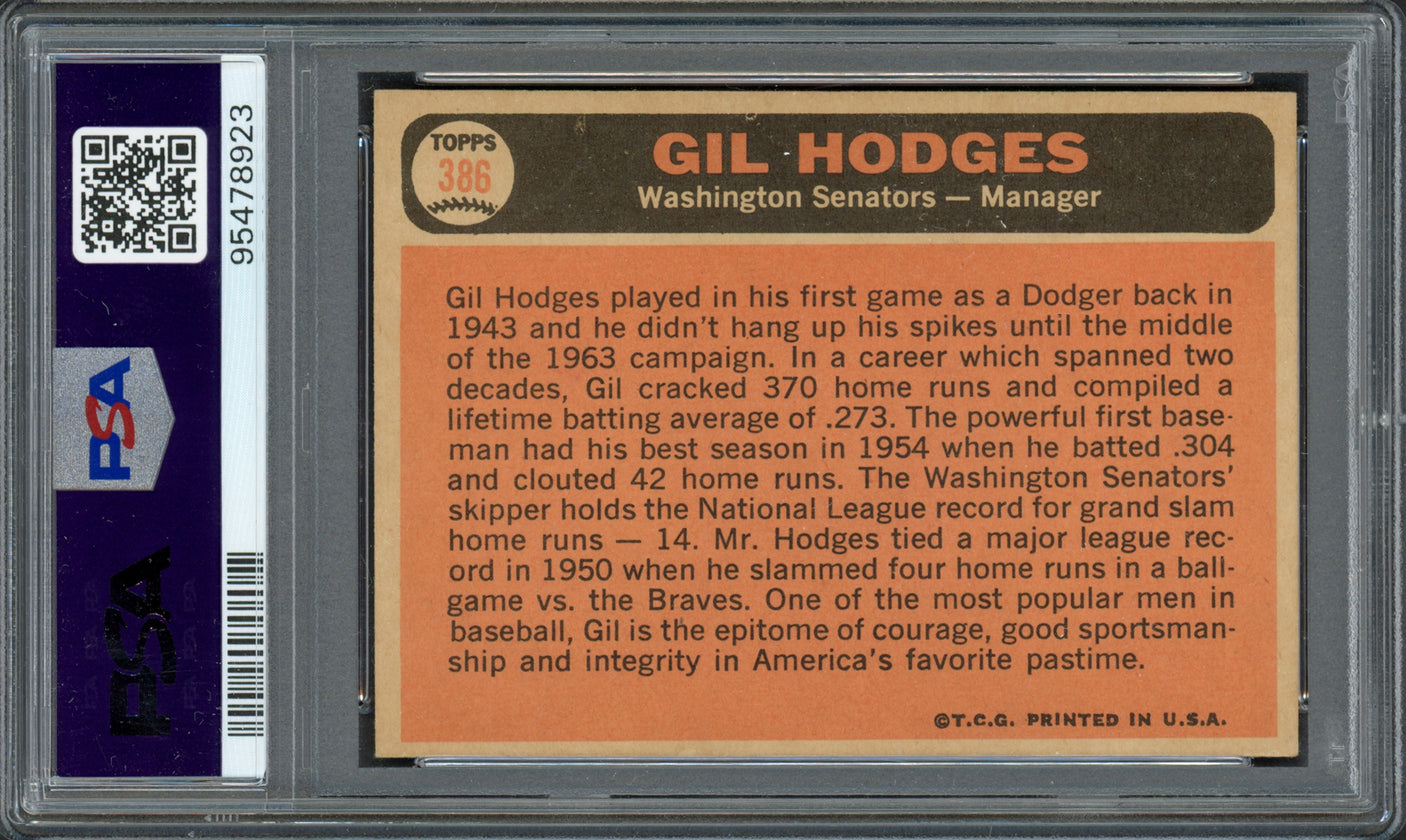 95478923
PSA
PSA
TOPPS
386
GIL HODGES
Washington Senators — Manager
Gil Hodges played in his first game as a Dodger back in
1943 and he didn't hang up his spikes until the middle
of the 1963 campaign. In a career which spanned two
decades, Gil cracked 370 home runs and compiled a
lifetime batting average of .273. The powerful first base-
man had his best season in 1954 when he batted .304
and clouted 42 home runs. The Washington Senators'
skipper holds the National League record for grand slam
home runs — 14. Mr. Hodges tied a major league rec-
ord in 1950 when he slammed four home runs in a ball-
game vs. the Braves. One of the most popular men in
baseball, Gil is the epitome of courage, good sportsman-
ship and integrity in America's favorite pastime.
©T.C.G. PRINTED IN U.S.A.